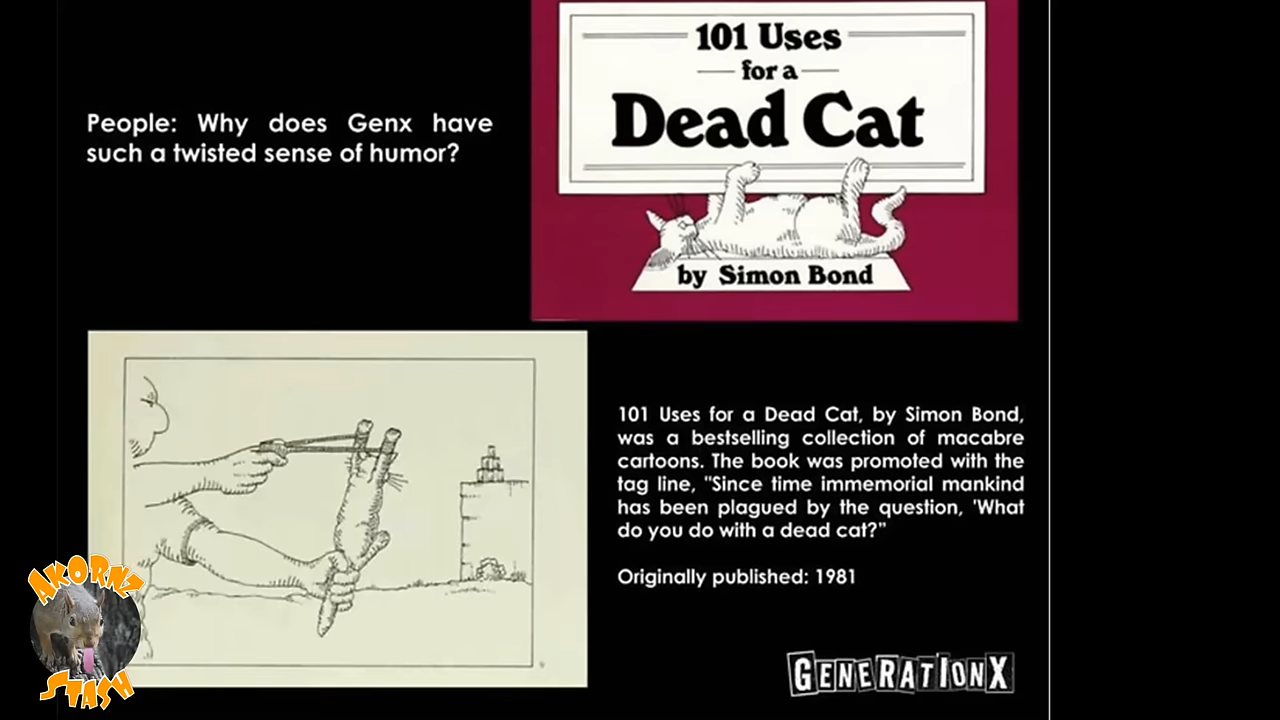 People: Why does Genx have
such a twisted sense of humor?
101 Uses
for a
Dead Cat
by Simon Bond
101 Uses for a Dead Cat, by Simon Bond,
was a bestselling collection of macabre
cartoons. The book was promoted with the
tag line, "Since time immemorial mankind
has been plagued by the question, 'What
do you do with a dead cat?"
Originally published: 1981
AKORNZ
STASH
GENERATIONX